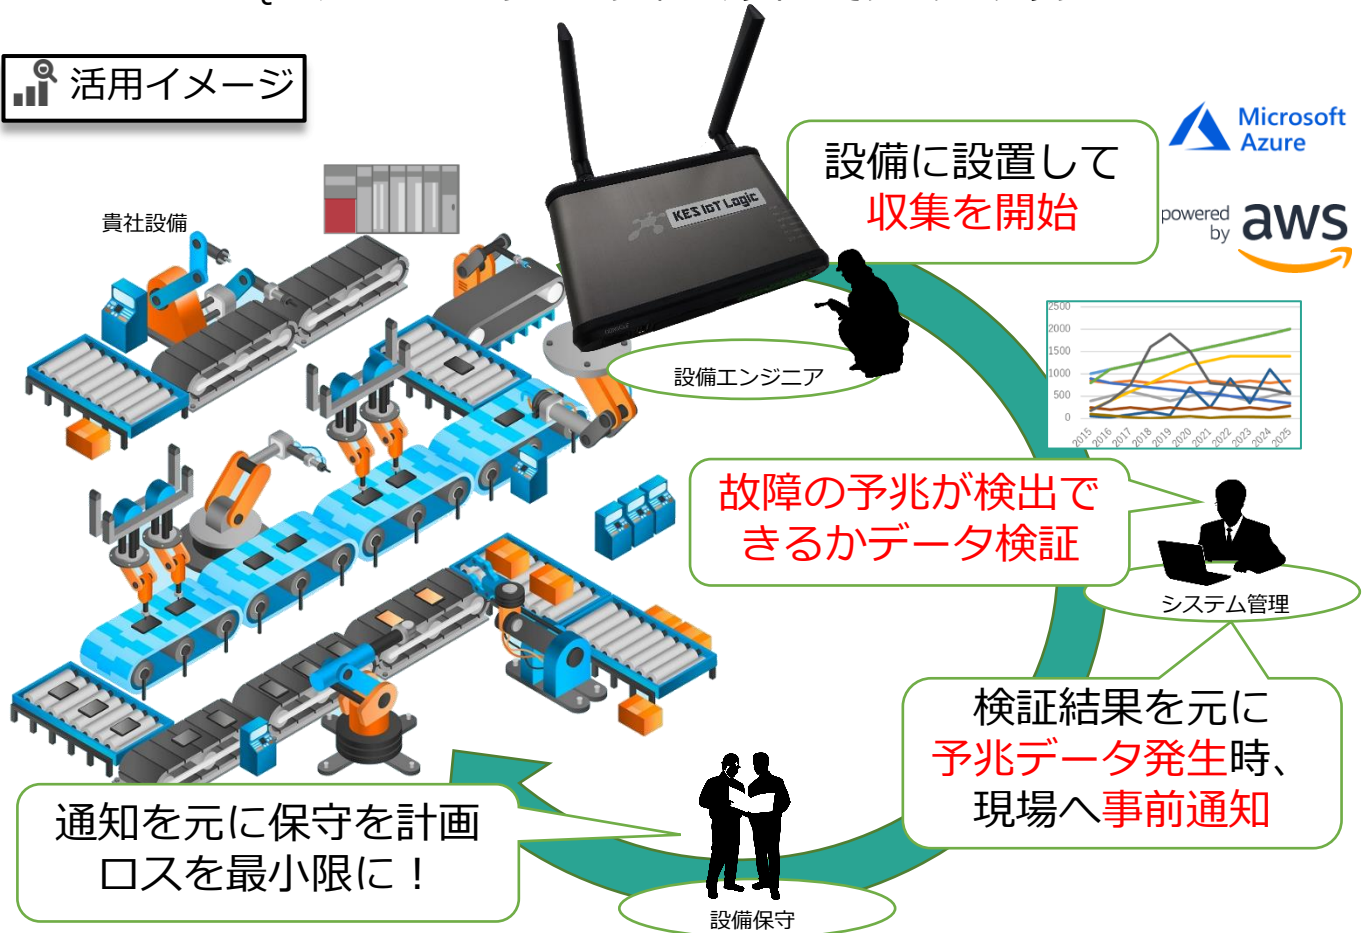 活用イメージ
貴社設備
KES IoT Logic
設備に設置して
収集を開始
Microsoft
Azure
powered
by
aws
設備エンジニア
2500
2000
1500
1000
500
0
2015
2016
2017
2018
2019
2020
2021
2022
2023
2024
2025
故障の予兆が検出で
きるかデータ検証
システム管理
検証結果を元に
予兆データ発生時、
現場へ事前通知
通知を元に保守を計画
ロスを最小限に！
設備保守